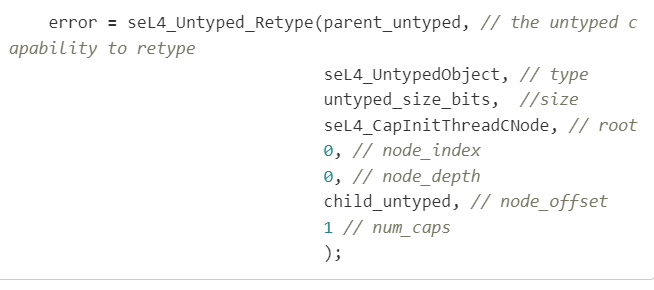 error = seL4_Untyped_Retype(parent_untyped, // the untyped c
apability to retype
seL4_UntypedObject, // type
untyped_size_bits,  //size
seL4_CapInitThreadCNode, // root
0, // node_index
0, // node_depth
child_untyped, // node_offset
1 // num_caps
);